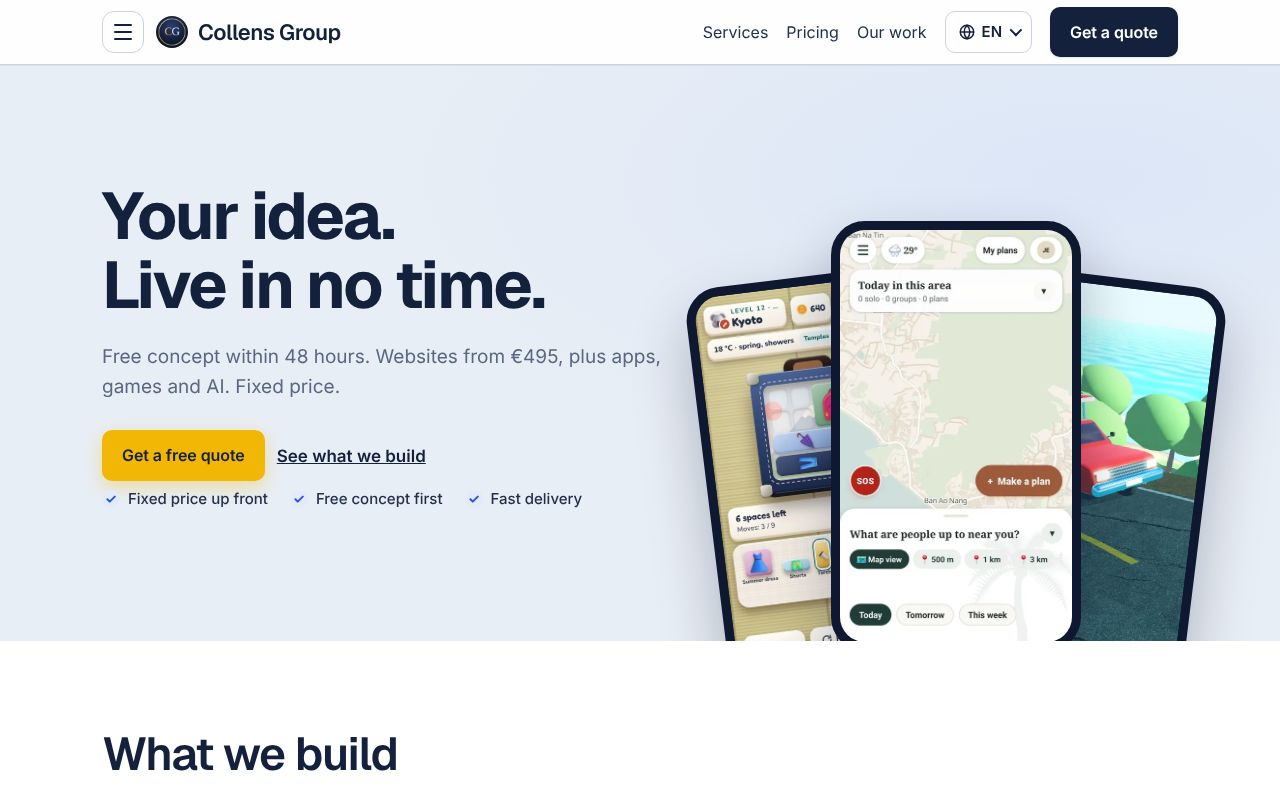 CG
Collens Group
Services
Pricing
Our work
EN
Get a quote
Your idea.
Live in no time.
Free concept within 48 hours. Websites from €495, plus apps,
games and AI. Fixed price.
Get a free quote
See what we build
Fixed price up front
Free concept first
Fast delivery
LEVEL 12 · ...
Kyoto
640
18 °C · spring, showers
Temples
6 spaces left
Moves: 3 / 9
Summer dress
Shorts
29°
My plans
JE
Today in this area
0 solo · 0 groups · 0 plans
SOS
+ Make a plan
Ban Ao Nang
What are people up to near you?
Map view
500 m
1 km
3 km
Today
Tomorrow
This week
What we build